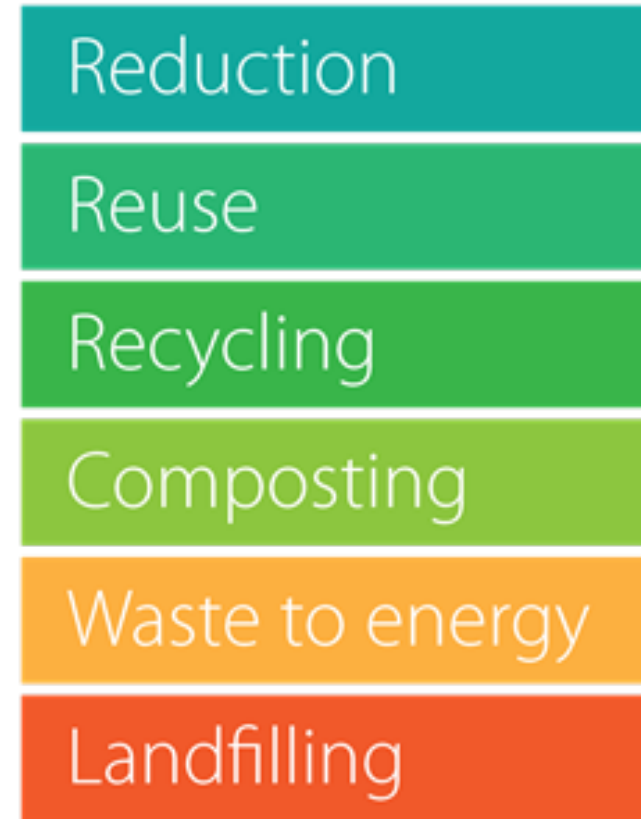 Reduction
Reuse
Recycling
Composting
Waste to energy
Landfilling